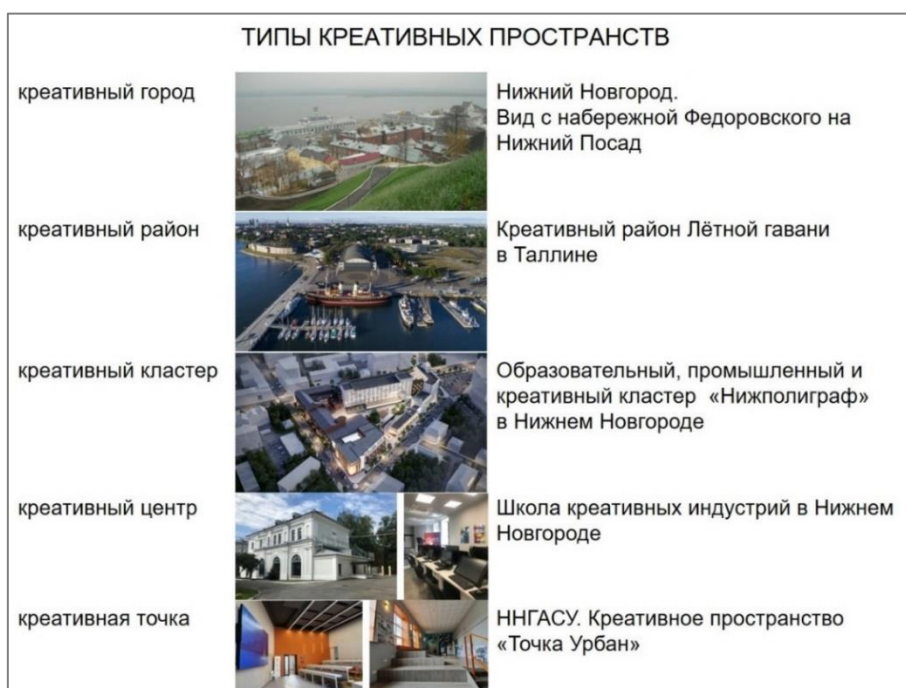 ТИПЫ КРЕАТИВНЫХ ПРОСТРАНСТВ
креативный город
Нижний Новгород.
Вид с набережной Федоровского на
Нижний Посад
креативный район
Креативный район Лётной гавани
в Таллине
креативный кластер
Образовательный, промышленный и
креативный кластер «Нижполиграф»
в Нижнем Новгороде
креативный центр
Школа креативных индустрий в Нижнем
Новгороде
креативная точка
ННГАСУ. Креативное пространство
«Точка Урбан»